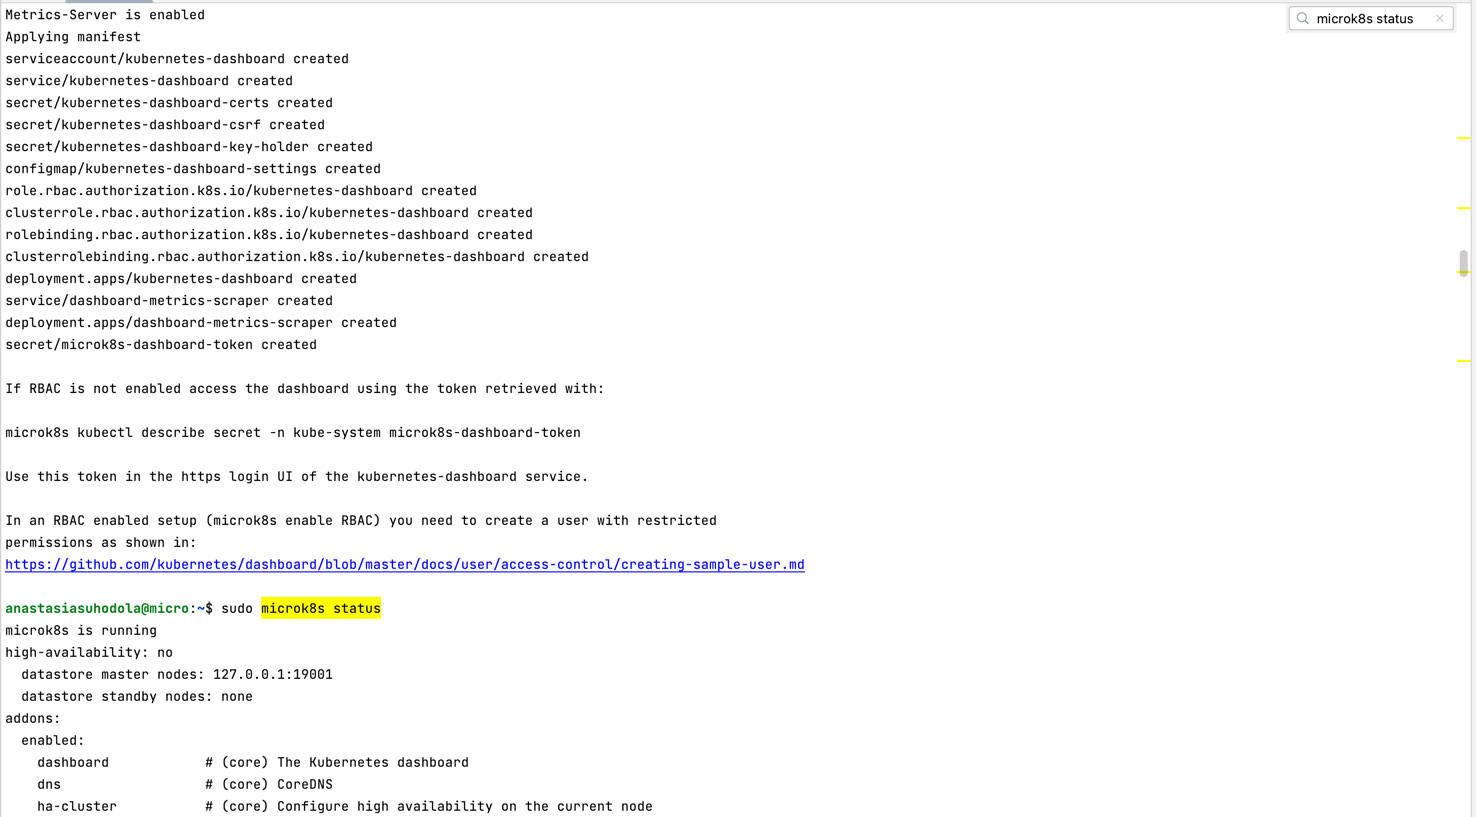 Metrics-Server is enabled
microk8s status
Applying manifest
serviceaccount/kubernetes-dashboard created
service/kubernetes-dashboard created
secret/kubernetes-dashboard-certs created
secret/kubernetes-dashboard-csrf created
secret/kubernetes-dashboard-key-holder created
configmap/kubernetes-dashboard-settings created
role.rbac.authorization.k8s.io/kubernetes-dashboard created
clusterrole.rbac.authorization.k8s.io/kubernetes-dashboard created
rolebinding.rbac.authorization.k8s.io/kubernetes-dashboard created
clusterrolebinding.rbac.authorization.k8s.io/kubernetes-dashboard created
deployment.apps/kubernetes-dashboard created
service/dashboard-metrics-scraper created
deployment.apps/dashboard-metrics-scraper created
secret/microk8s-dashboard-token created
If RBAC is not enabled access the dashboard using the token retrieved with:
microk8s kubectl describe secret -n kube-system microk8s-dashboard-token
Use this token in the https login UI of the kubernetes-dashboard service.
In an RBAC enabled setup (microk8s enable RBAC) you need to create a user with restricted
permissions as shown in:
https://github.com/kubernetes/dashboard/blob/master/docs/user/access-control/creating-sample-user.md
anastasiasuhodola@micro:~$ sudo microk8s status
microk8s is running
high-availability: no
  datastore master nodes: 127.0.0.1:19001
  datastore standby nodes: none
addons:
  enabled:
    dashboard            # (core) The Kubernetes dashboard
    dns                  # (core) CoreDNS
    ha-cluster           # (core) Configure high availability on the current node